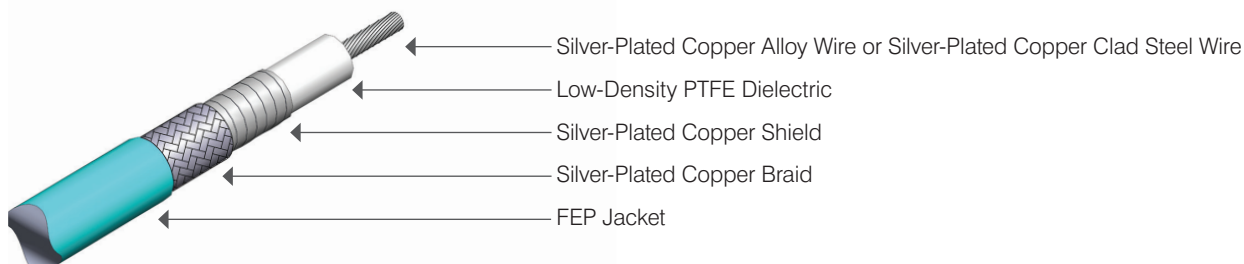 Silver-Plated Copper Alloy Wire or Silver-Plated Copper Clad Steel Wire
Low-Density PTFE Dielectric
Silver-Plated Copper Shield
Silver-Plated Copper Braid
FEP Jacket